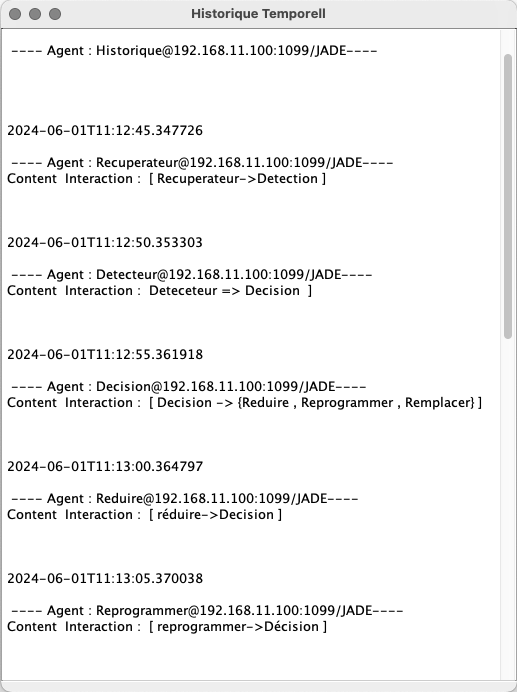 Historique Temporell
---- Agent : Historique@192.168.11.100:1099/JADE----
2024-06-01T11:12:45.347726
---- Agent : Recuperateur@192.168.11.100:1099/JADE----
Content  Interaction :  [ Recuperateur->Detection ]
2024-06-01T11:12:50.353303
---- Agent : Detecteur@192.168.11.100:1099/JADE----
Content  Interaction :  Deteceteur => Decision  ]
2024-06-01T11:12:55.361918
---- Agent : Decision@192.168.11.100:1099/JADE----
Content  Interaction :  [ Decision -> {Reduire , Reprogrammer , Remplacer} ]
2024-06-01T11:13:00.364797
---- Agent : Reduire@192.168.11.100:1099/JADE----
Content  Interaction :  [ réduire->Decision ]
2024-06-01T11:13:05.370038
---- Agent : Reprogrammer@192.168.11.100:1099/JADE----
Content  Interaction :  [ reprogrammer->Décision ]